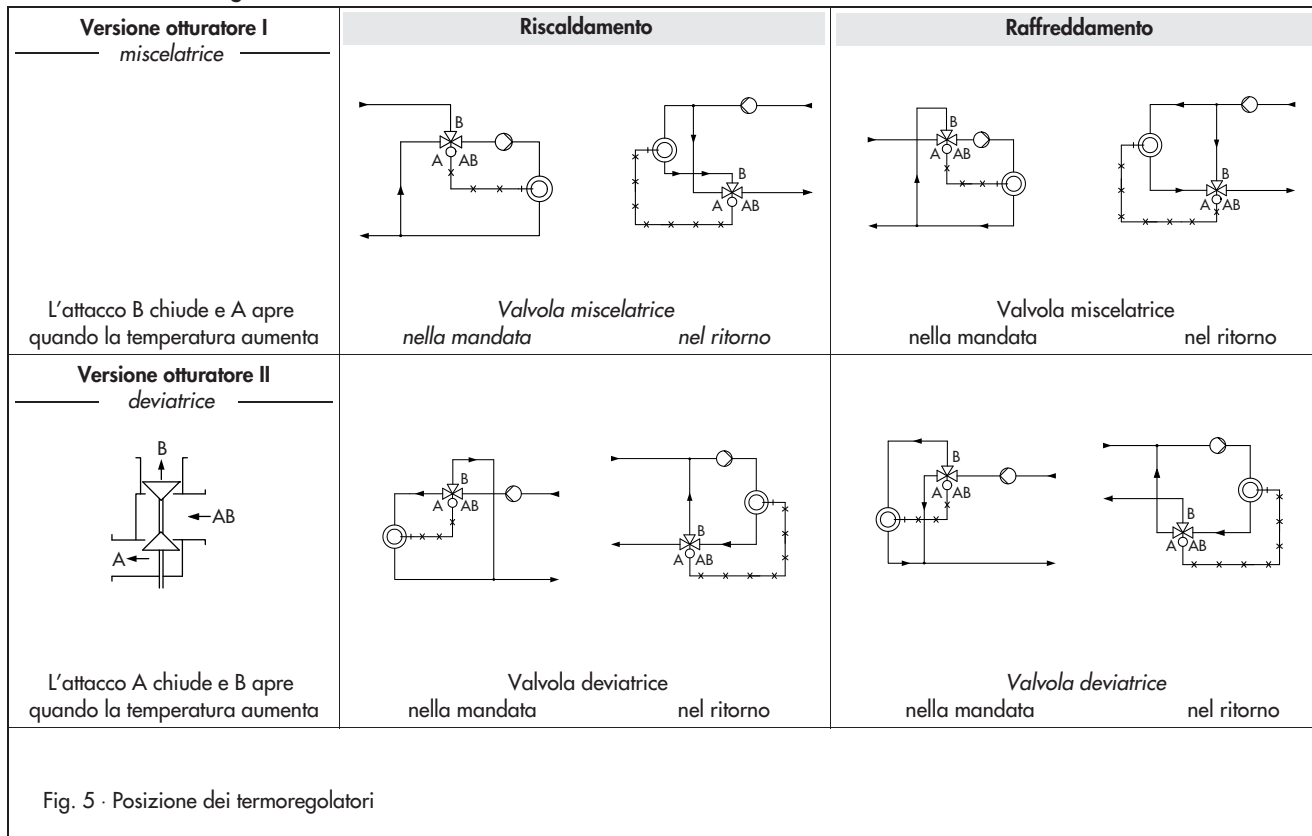 Versione otturatore I
miscelatrice
Riscaldamento
Raffreddamento
B
A AB
B
A AB
B
A AB
B
A AB
L'attacco B chiude e A apre
quando la temperatura aumenta
Valvola miscelatrice
nella mandata nel ritorno
Valvola miscelatrice
nella mandata nel ritorno
Versione otturatore II
deviatrice
B
AB
A
B
A AB
B
A AB
B
A AB
B
A AB
L'attacco A chiude e B apre
quando la temperatura aumenta
Valvola deviatrice
nella mandata nel ritorno
Valvola deviatrice
nella mandata nel ritorno
Fig. 5 · Posizione dei termoregolatori